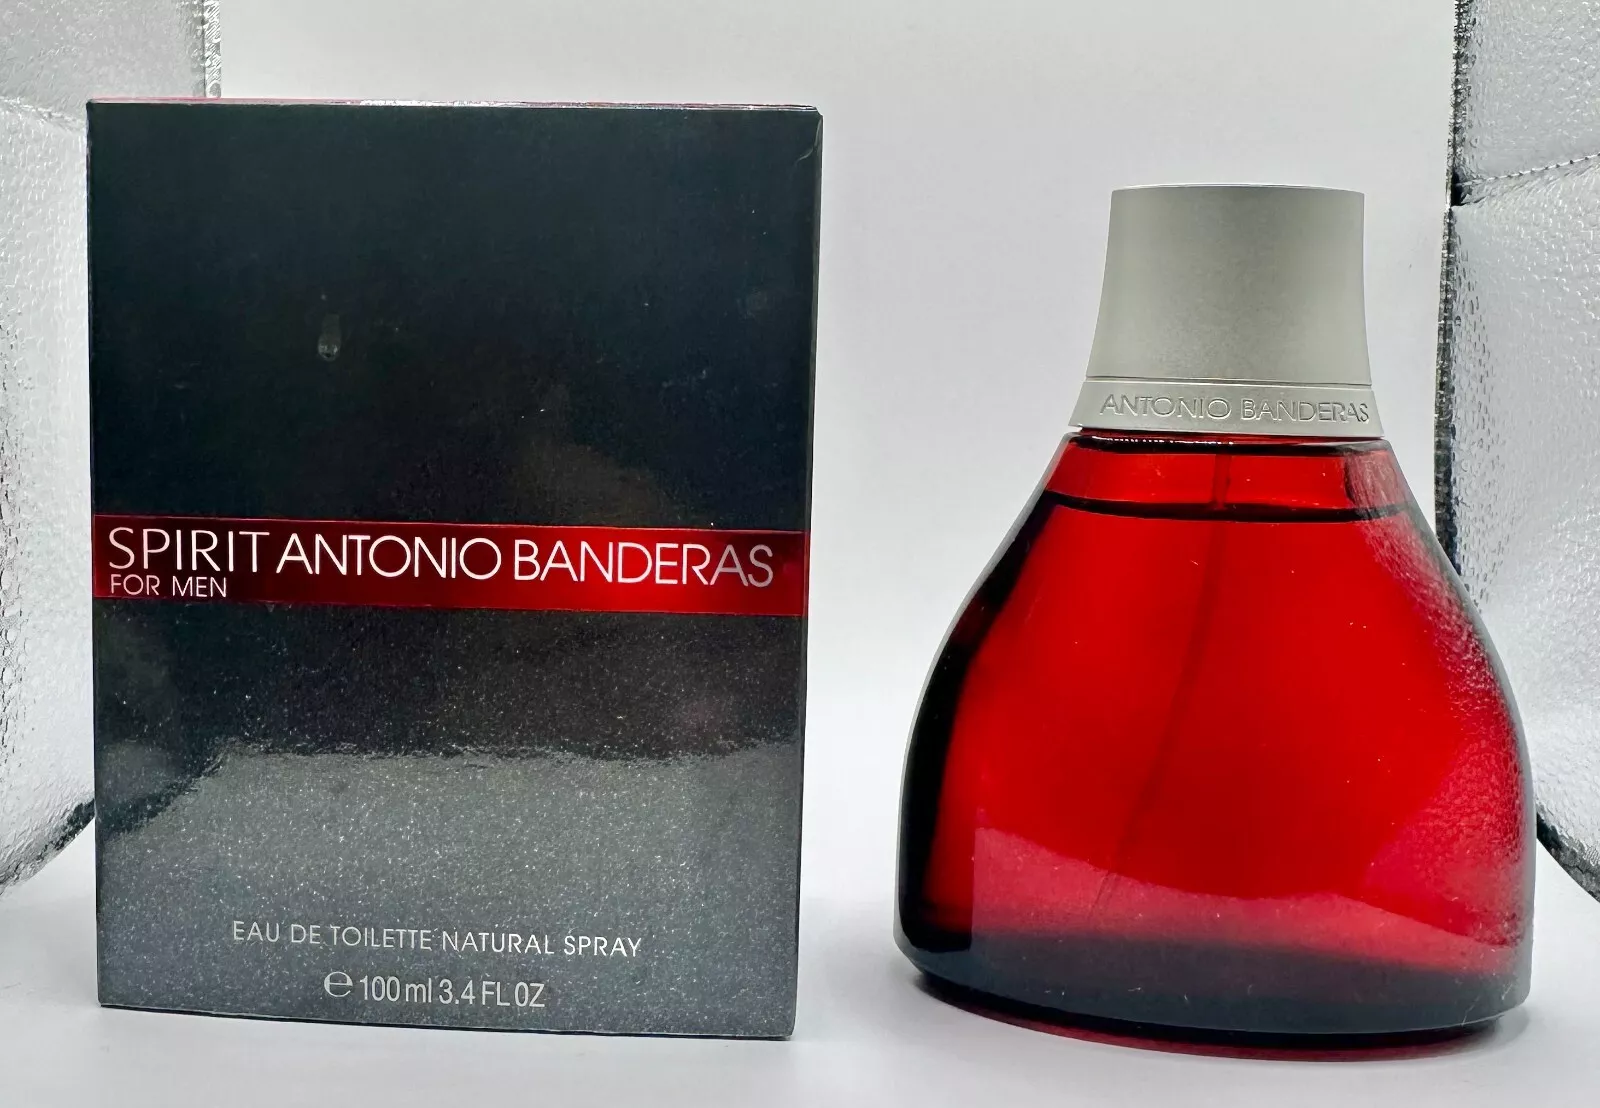 SPIRIT ANTONIO BANDERAS
FOR MEN
EAU DE TOILETTE NATURAL SPRAY
℮ 100 ml 3.4 FL OZ
ANTONIO BANDERAS